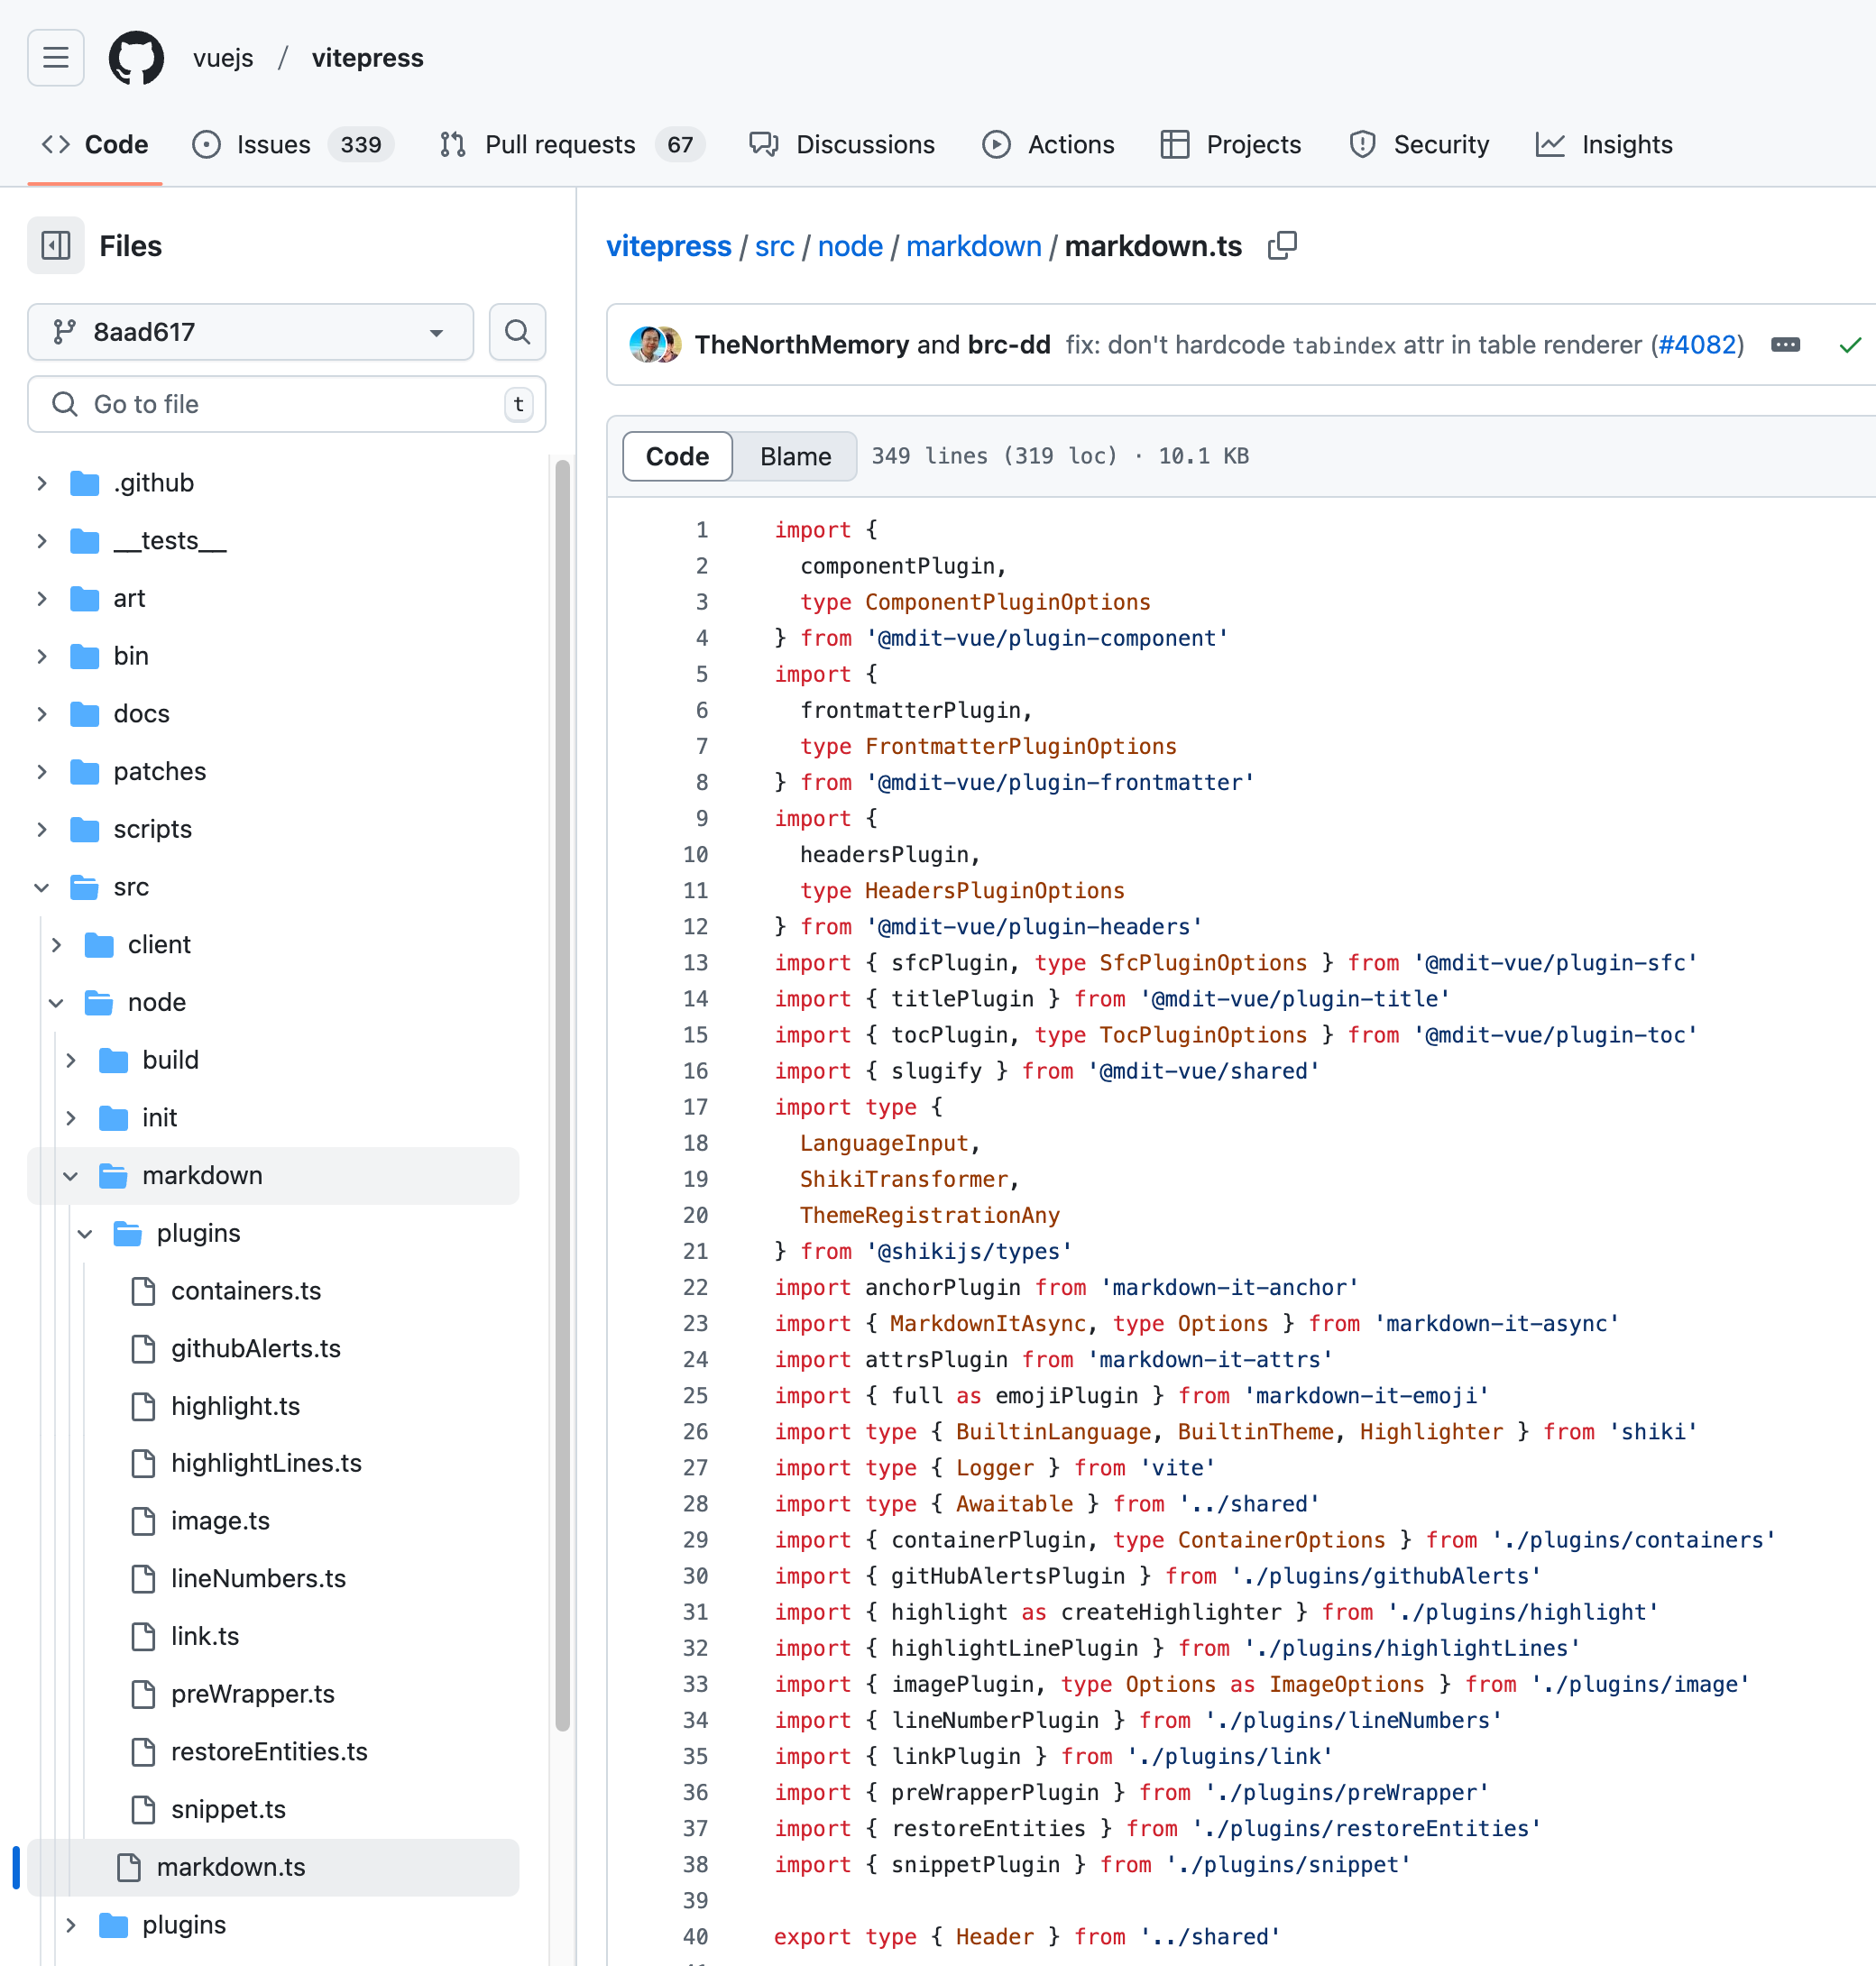 vuejs / vitepress
Code Issues 339 Pull requests 67 Discussions Actions Projects Security Insights
Files
8aad617
Go to file t
.github
__tests__
art
bin
docs
patches
scripts
src
client
node
build
init
markdown
plugins
containers.ts
githubAlerts.ts
highlight.ts
highlightLines.ts
image.ts
lineNumbers.ts
link.ts
preWrapper.ts
restoreEntities.ts
snippet.ts
markdown.ts
plugins
vitepress / src / node / markdown / markdown.ts
TheNorthMemory and brc-dd fix: don't hardcode tabindex attr in table renderer (#4082)
Code Blame 349 lines (319 loc) · 10.1 KB
1 import {
2   componentPlugin,
3   type ComponentPluginOptions
4 } from '@mdit-vue/plugin-component'
5 import {
6   frontmatterPlugin,
7   type FrontmatterPluginOptions
8 } from '@mdit-vue/plugin-frontmatter'
9 import {
10   headersPlugin,
11   type HeadersPluginOptions
12 } from '@mdit-vue/plugin-headers'
13 import { sfcPlugin, type SfcPluginOptions } from '@mdit-vue/plugin-sfc'
14 import { titlePlugin } from '@mdit-vue/plugin-title'
15 import { tocPlugin, type TocPluginOptions } from '@mdit-vue/plugin-toc'
16 import { slugify } from '@mdit-vue/shared'
17 import type {
18   LanguageInput,
19   ShikiTransformer,
20   ThemeRegistrationAny
21 } from '@shikijs/types'
22 import anchorPlugin from 'markdown-it-anchor'
23 import { MarkdownItAsync, type Options } from 'markdown-it-async'
24 import attrsPlugin from 'markdown-it-attrs'
25 import { full as emojiPlugin } from 'markdown-it-emoji'
26 import type { BuiltinLanguage, BuiltinTheme, Highlighter } from 'shiki'
27 import type { Logger } from 'vite'
28 import type { Awaitable } from '../shared'
29 import { containerPlugin, type ContainerOptions } from './plugins/containers'
30 import { gitHubAlertsPlugin } from './plugins/githubAlerts'
31 import { highlight as createHighlighter } from './plugins/highlight'
32 import { highlightLinePlugin } from './plugins/highlightLines'
33 import { imagePlugin, type Options as ImageOptions } from './plugins/image'
34 import { lineNumberPlugin } from './plugins/lineNumbers'
35 import { linkPlugin } from './plugins/link'
36 import { preWrapperPlugin } from './plugins/preWrapper'
37 import { restoreEntities } from './plugins/restoreEntities'
38 import { snippetPlugin } from './plugins/snippet'
39
40 export type { Header } from '../shared'